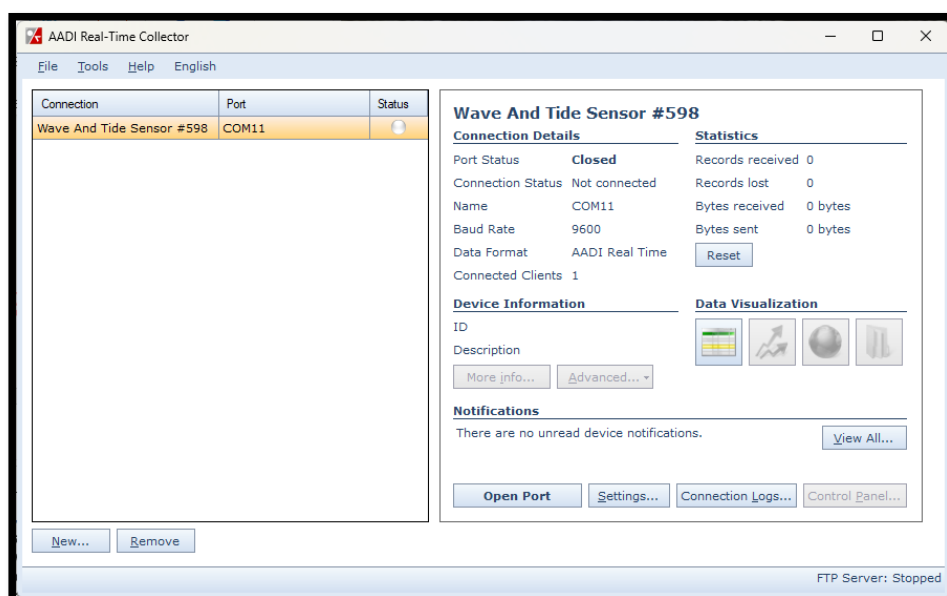 AADI Real-Time Collector
File Tools Help English
Connection Port Status
Wave And Tide Sensor #598 COM11
Wave And Tide Sensor #598
Connection Details
Port Status Closed
Connection Status Not connected
Name COM11
Baud Rate 9600
Data Format AADI Real Time
Connected Clients 1
Statistics
Records received 0
Records lost 0
Bytes received 0 bytes
Bytes sent 0 bytes
Reset
Device Information
ID
Description
More info... Advanced...
Data Visualization
Notifications
There are no unread device notifications.
View All...
Open Port Settings... Connection Logs... Control Panel...
New... Remove
FTP Server: Stopped